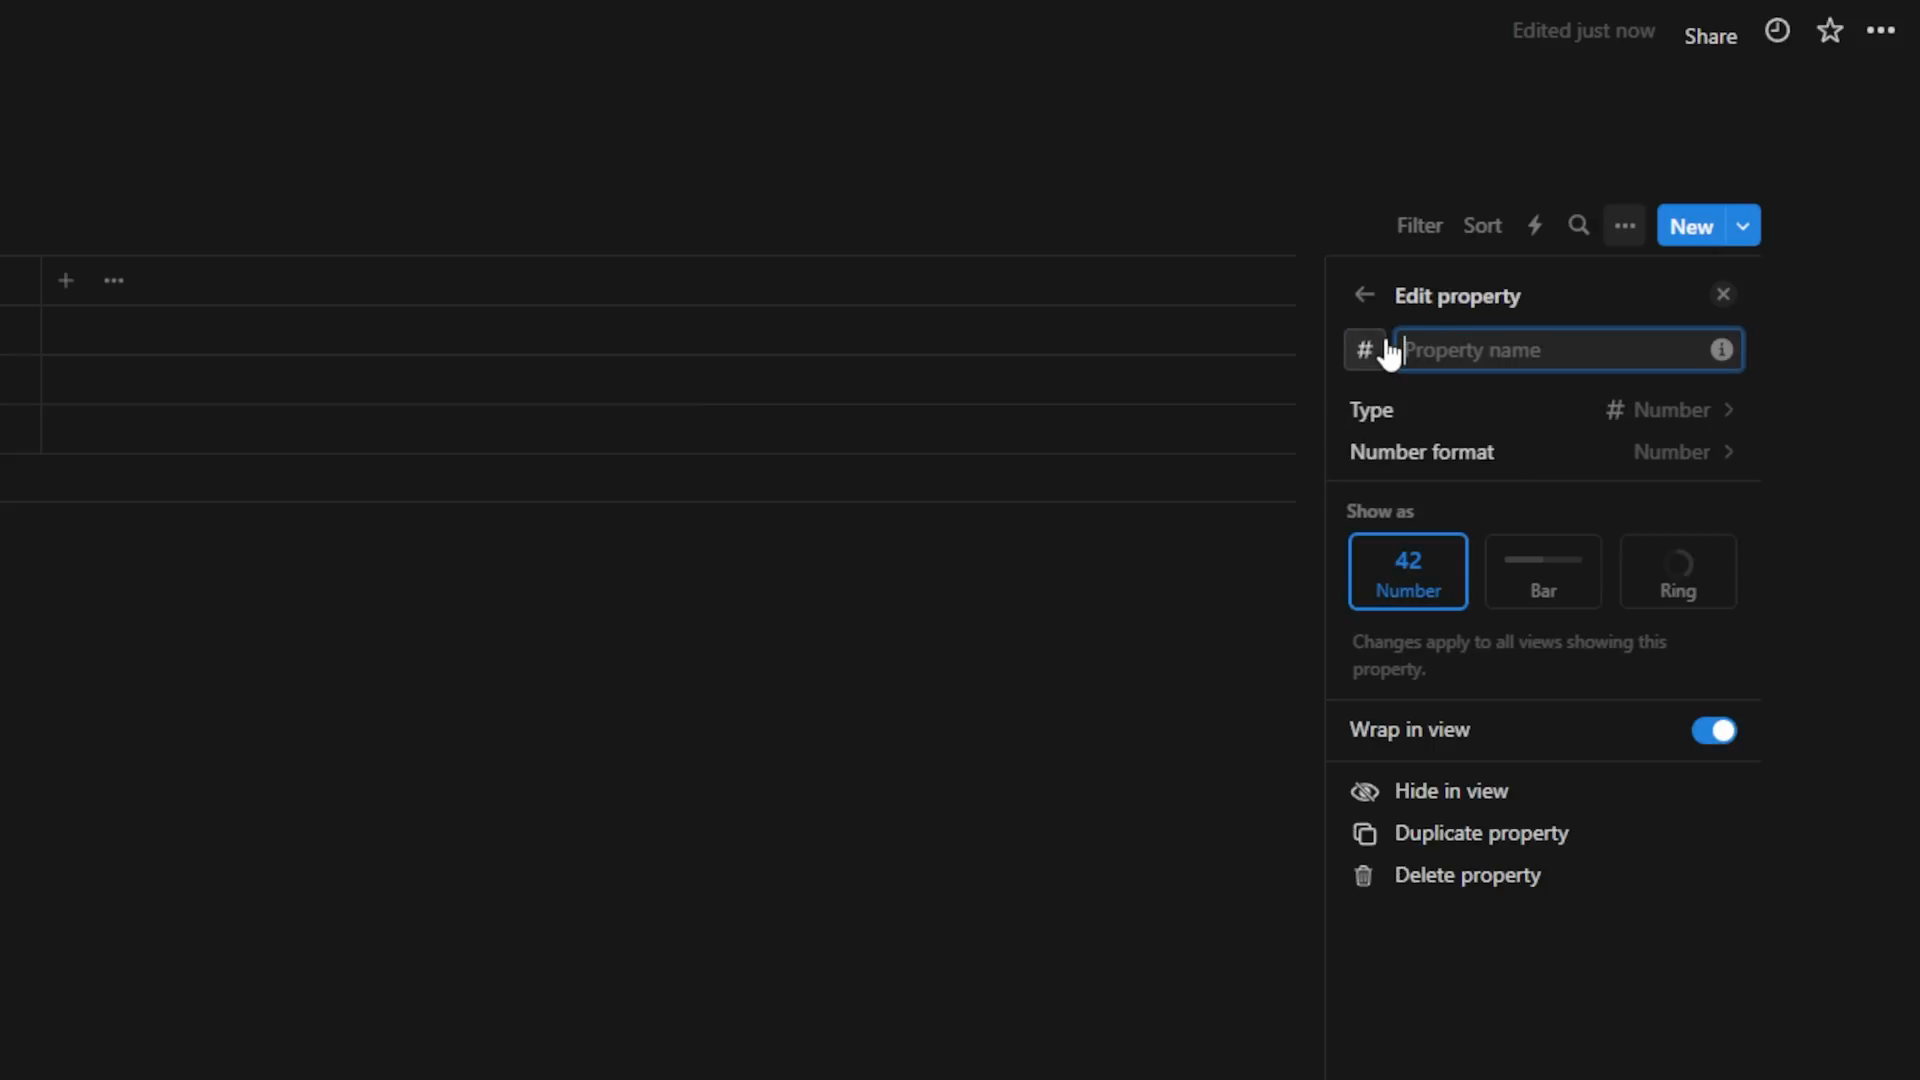 Edited just now Share
Filter Sort New
Edit property
# Property name
Type # Number
Number format Number
Show as
42
Number Bar Ring
Changes apply to all views showing this
property.
Wrap in view
Hide in view
Duplicate property
Delete property